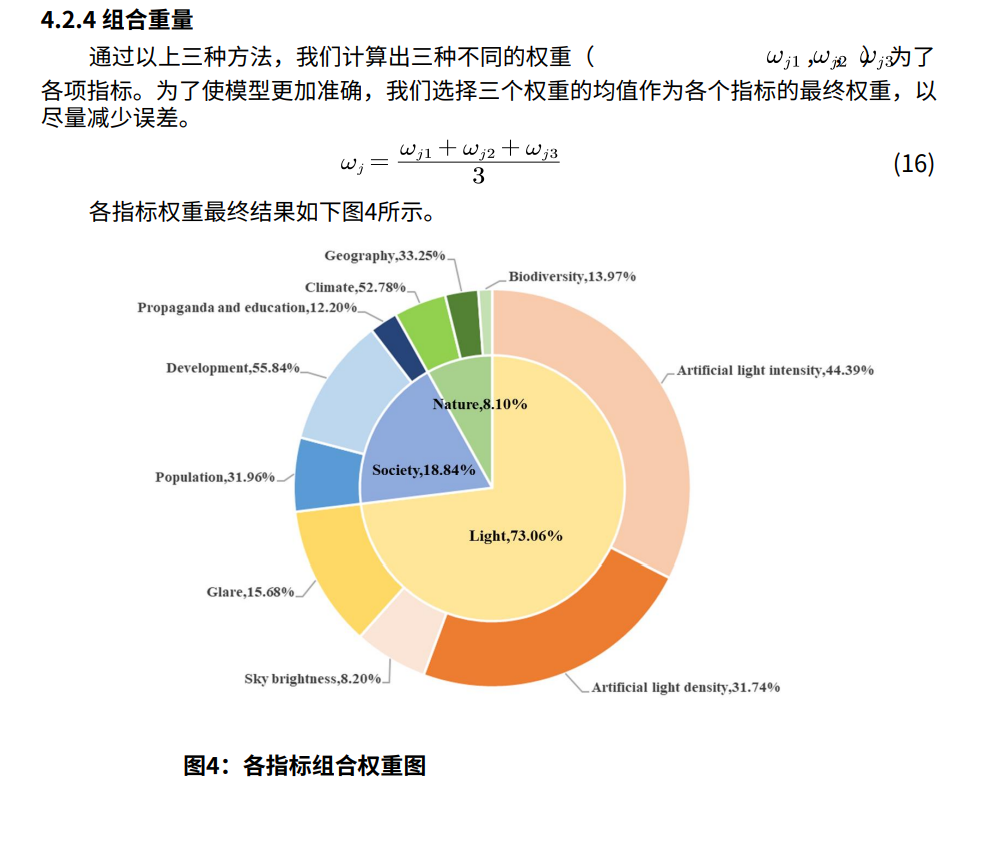 4.2.4 组合重量
通过以上三种方法，我们计算出三种不同的权重（ ωj1 ,ωj2 ，ωj3）为了
各项指标。为了使模型更加准确，我们选择三个权重的均值作为各个指标的最终权重，以
尽量减少误差。
ωj = (ωj1 + ωj2 + ωj3) / 3 (16)
各指标权重最终结果如下图4所示。
Geography,33.25%
Biodiversity,13.97%
Climate,52.78%
Propaganda and education,12.20%
Development,55.84%
Artificial light intensity,44.39%
Nature,8.10%
Society,18.84%
Population,31.96%
Light,73.06%
Glare,15.68%
Sky brightness,8.20%
Artificial light density,31.74%
图4：各指标组合权重图